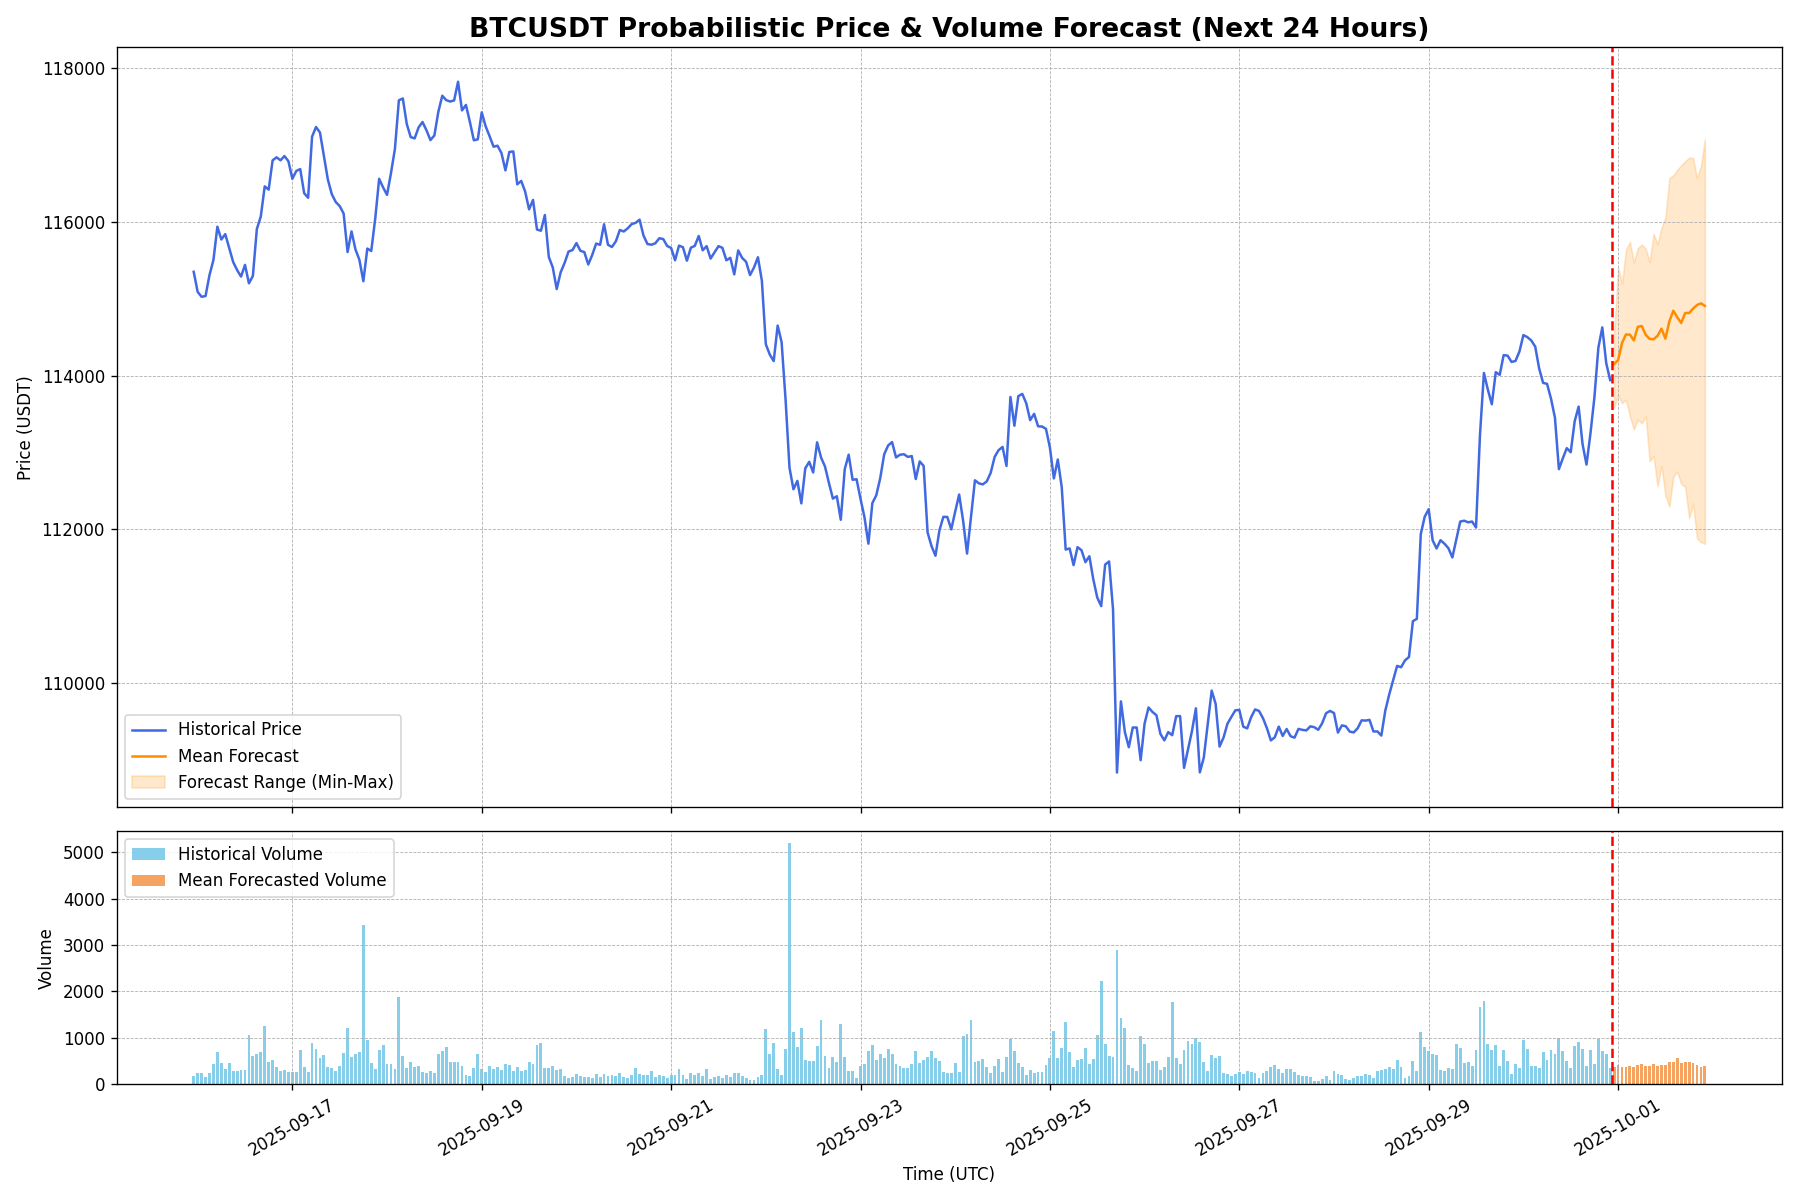 BTCUSDT Probabilistic Price & Volume Forecast (Next 24 Hours)
Price (USDT)
118000
116000
114000
112000
110000
Historical Price
Mean Forecast
Forecast Range (Min-Max)
Volume
5000
4000
3000
2000
1000
0
Historical Volume
Mean Forecasted Volume
2025-09-17
2025-09-19
2025-09-21
2025-09-23
2025-09-25
2025-09-27
2025-09-29
2025-10-01
Time (UTC)